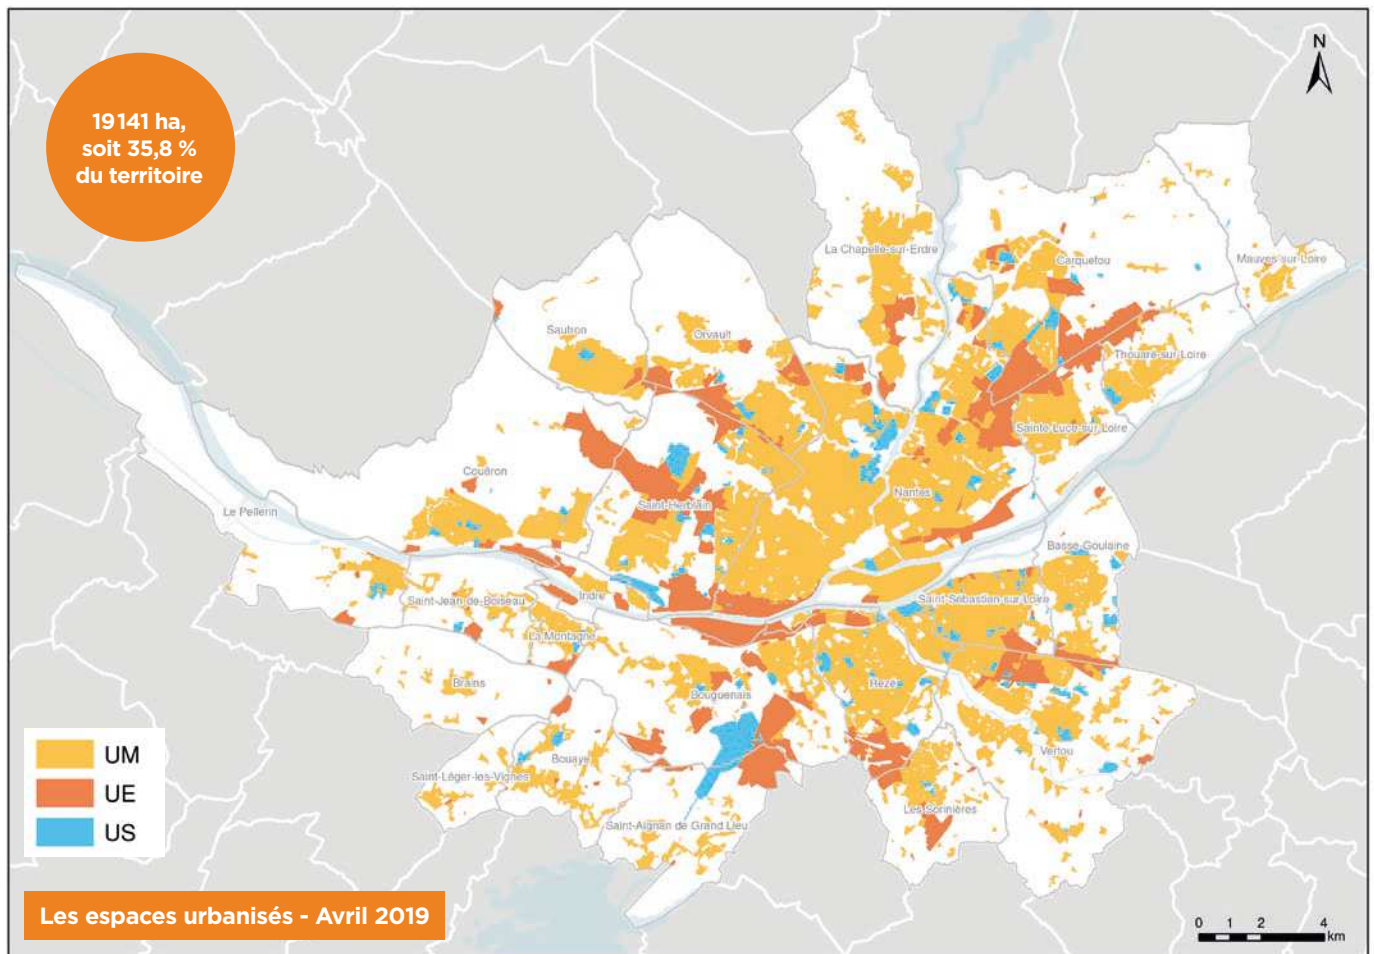 19 141 ha,
soit 35,8 %
du territoire
N
La Chapelle-sur-Erdre
Carquefou
Mauves-sur-Loire
Sautron
Orvault
Thouaré-sur-Loire
Sainte-Luce-sur-Loire
Couëron
Saint-Herblain
Nantes
Le Pellerin
Basse-Goulaine
Indre
Saint-Jean-de-Boiseau
Saint-Sébastien-sur-Loire
La Montagne
Brains
Bouguenais
Rezé
Vertou
Bouaye
Saint-Léger-les-Vignes
Les Sorinières
Saint-Aignan de Grand Lieu
UM
UE
US
Les espaces urbanisés - Avril 2019
0 1 2 4
km